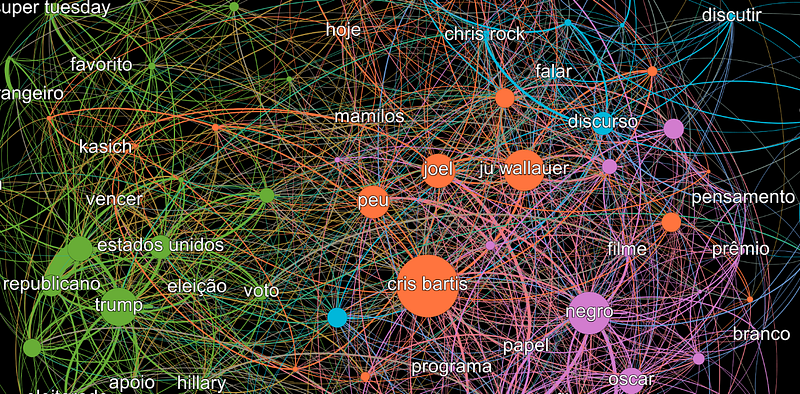 uper tuesday
discutir
hoje
chris rock
favorito
falar
rangeiro
mamilos
discurso
kasich
joel
ju wallauer
vencer
peu
pensamento
estados unidos
filme
prêmio
republicano
eleição
voto
cris bartis
trump
negro
branco
papel
programa
apoio
hillary
oscar